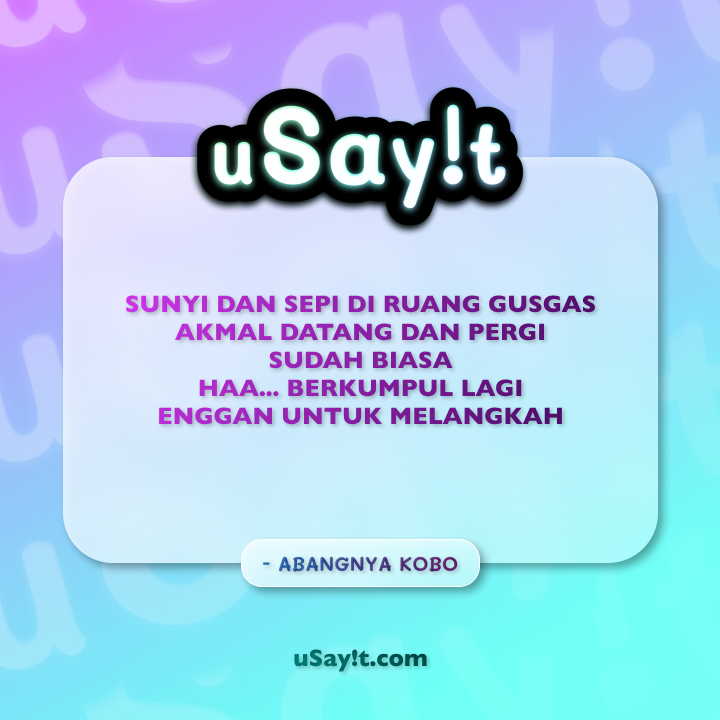 uSay!t
SUNYI DAN SEPI DI RUANG GUSGAS
AKMAL DATANG DAN PERGI
SUDAH BIASA
HAA... BERKUMPUL LAGI
ENGGAN UNTUK MELANGKAH
- ABANGNYA KOBO
uSay!t.com